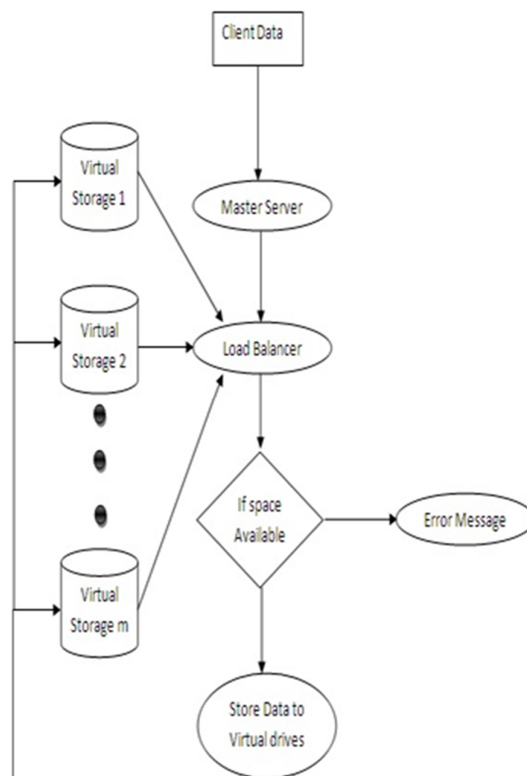 Client Data
Virtual
Storage 1
Master Server
Virtual
Storage 2
Load Balancer
If space
Available
Error Message
Virtual
Storage m
Store Data to
Virtual drives